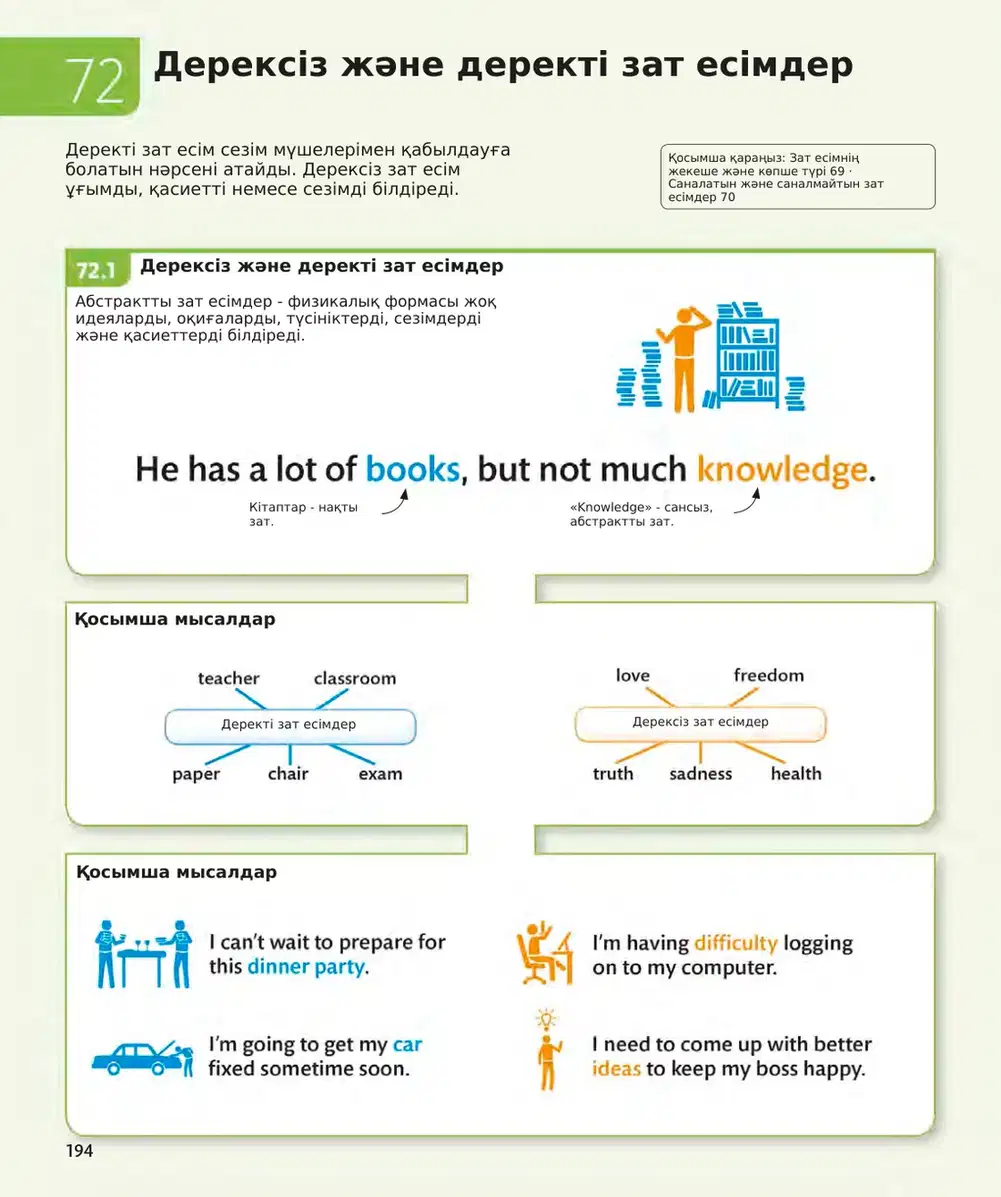 72
Дерексіз және деректі зат есімдер
Деректі зат есім сезім мүшелерімен қабылдауға
болатын нәрсені атайды. Дерексіз зат есім
ұғымды, қасиетті немесе сезімді білдіреді.
Қосымша қараңыз: Зат есімнің
жекеше және көпше түрі 69 ·
Саналатын және саналмайтын зат
есімдер 70
72.1 Дерексіз және деректі зат есімдер
Абстрактты зат есімдер - физикалық формасы жоқ
идеяларды, оқиғаларды, түсініктерді, сезімдерді
және қасиеттерді білдіреді.
He has a lot of books, but not much knowledge.
Кітаптар - нақты
зат.
«Knowledge» - сансыз,
абстрактты зат.
Қосымша мысалдар
teacher classroom
Деректі зат есімдер
paper chair exam
love freedom
Дерексіз зат есімдер
truth sadness health
Қосымша мысалдар
I can't wait to prepare for
this dinner party.
I'm having difficulty logging
on to my computer.
I'm going to get my car
fixed sometime soon.
I need to come up with better
ideas to keep my boss happy.
194